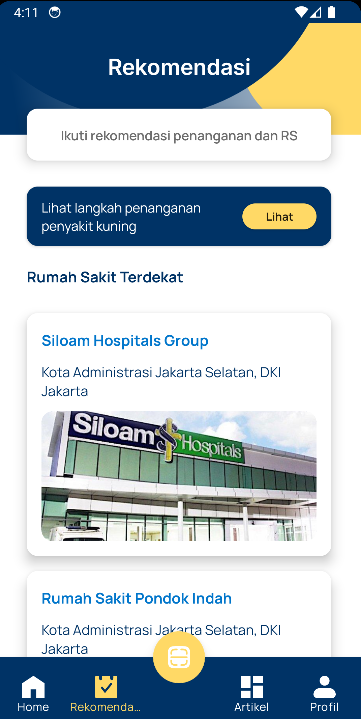 4:11
Rekomendasi
Ikuti rekomendasi penanganan dan RS
Lihat langkah penanganan
penyakit kuning
Lihat
Rumah Sakit Terdekat
Siloam Hospitals Group
Kota Administrasi Jakarta Selatan, DKI
Jakarta
Siloam Hospitals
Rumah Sakit Pondok Indah
Kota Administrasi Jakarta Selatan, DKI
Jakarta
Home
Rekomenda...
Artikel
Profil